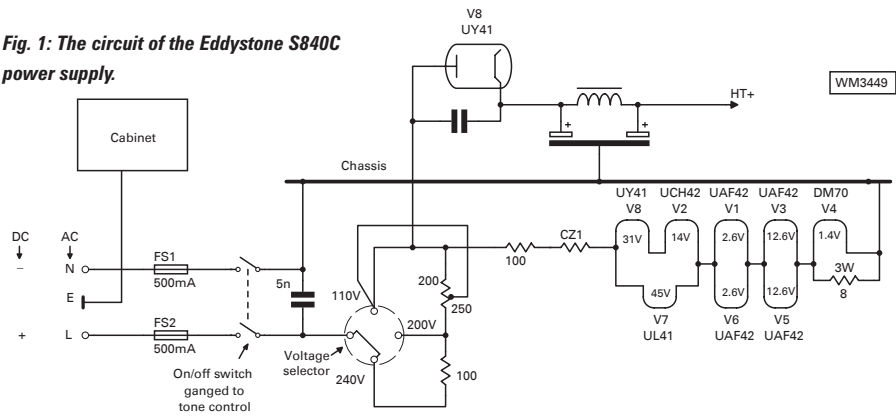 Fig. 1: The circuit of the Eddystone S840C
power supply.
V8
UY41
WM3449
HT+
Cabinet
Chassis
UY41 UCH42 UAF42 UAF42 DM70
V8 V2 V1 V3 V4
31V 14V 2.6V 12.6V 1.4V
45V 2.6V 12.6V
3W
8
V7 V6 V5
UL41 UAF42 UAF42
CZ1
100
DC AC
– N
E
+ L
FS1
500mA
FS2
500mA
5n
110V
200
250
200V
240V
100
Voltage
selector
On/off switch
ganged to
tone control